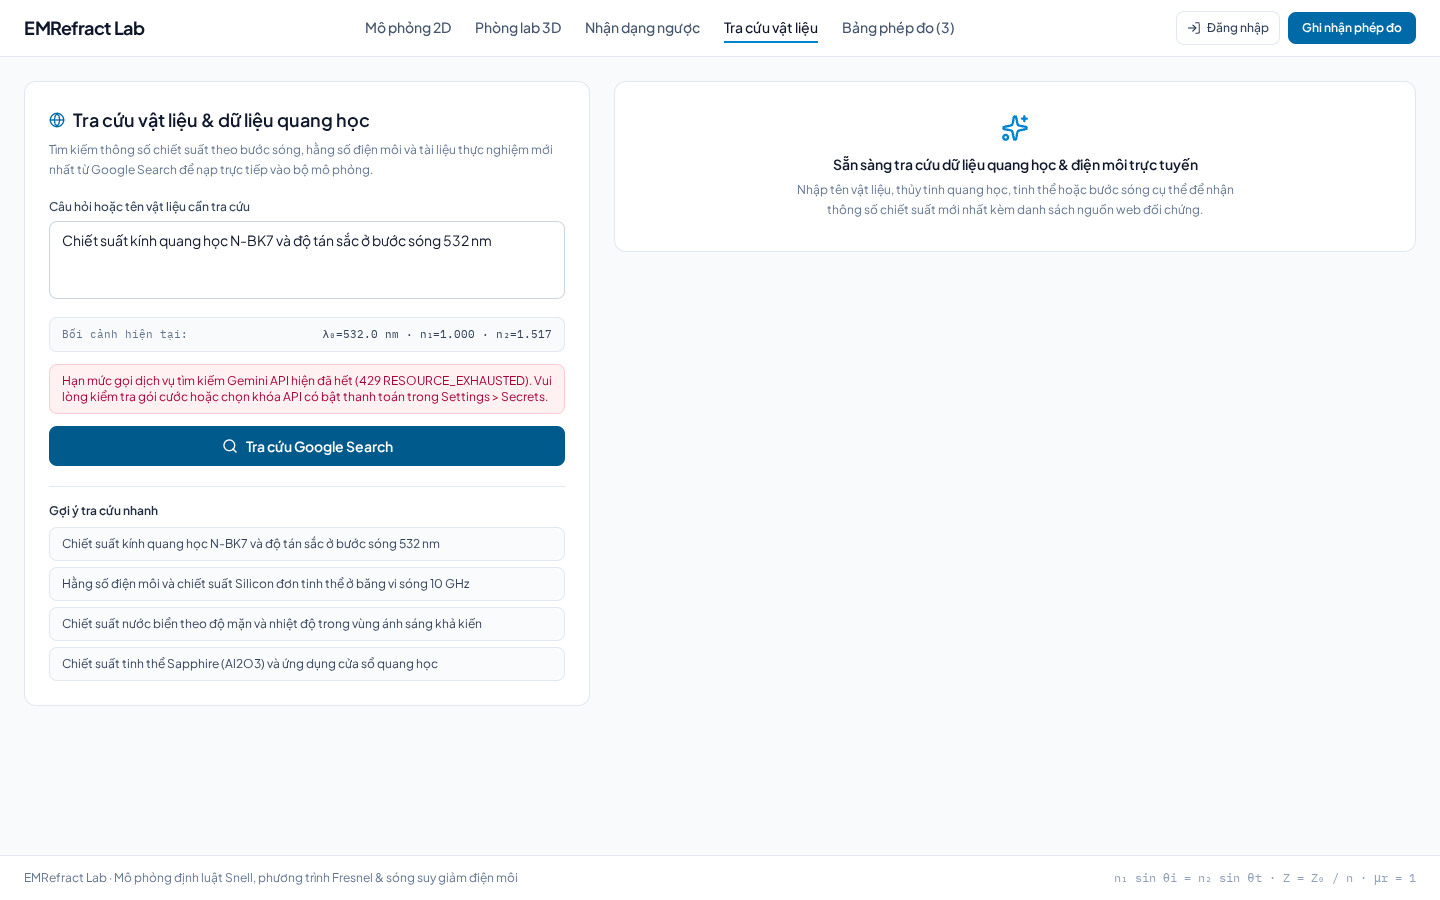 EMRefract Lab
Mô phỏng 2D
Phòng lab 3D
Nhận dạng ngược
Tra cứu vật liệu
Bảng phép đo (3)
Đăng nhập
Ghi nhận phép đo
Tra cứu vật liệu & dữ liệu quang học
Tìm kiếm thông số chiết suất theo bước sóng, hằng số điện môi và tài liệu thực nghiệm mới
nhất từ Google Search để nạp trực tiếp vào bộ mô phỏng.
Câu hỏi hoặc tên vật liệu cần tra cứu
Chiết suất kính quang học N-BK7 và độ tán sắc ở bước sóng 532 nm
Bối cảnh hiện tại:
λ₀=532.0 nm · n₁=1.000 · n₂=1.517
Hạn mức gọi dịch vụ tìm kiếm Gemini API hiện đã hết (429 RESOURCE_EXHAUSTED). Vui
lòng kiểm tra gói cước hoặc chọn khóa API có bật thanh toán trong Settings > Secrets.
Tra cứu Google Search
Gợi ý tra cứu nhanh
Chiết suất kính quang học N-BK7 và độ tán sắc ở bước sóng 532 nm
Hằng số điện môi và chiết suất Silicon đơn tinh thể ở băng vi sóng 10 GHz
Chiết suất nước biển theo độ mặn và nhiệt độ trong vùng ánh sáng khả kiến
Chiết suất tinh thể Sapphire (Al2O3) và ứng dụng cửa sổ quang học
Sẵn sàng tra cứu dữ liệu quang học & điện môi trực tuyến
Nhập tên vật liệu, thủy tinh quang học, tinh thể hoặc bước sóng cụ thể để nhận
thông số chiết suất mới nhất kèm danh sách nguồn web đối chứng.
EMRefract Lab · Mô phỏng định luật Snell, phương trình Fresnel & sóng suy giảm điện môi
n₁ sin θi = n₂ sin θt · Z = Z₀ / n · μr = 1